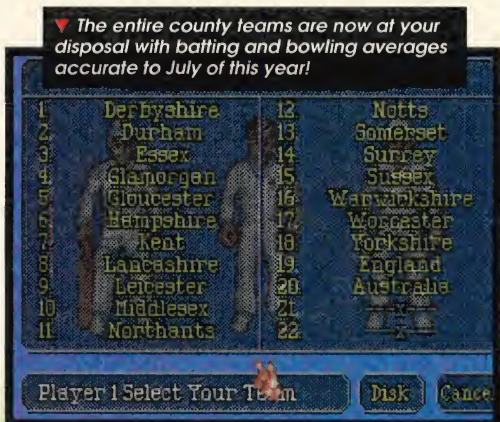 ▼ The entire county teams are now at your
disposal with batting and bowling averages
accurate to July of this year!
1 Derbyshire
2 Durham
3 Essex
4 Glamorgan
5 Gloucester
6 Hampshire
7 Kent
8 Lancashire
9 Leicester
10 Middlesex
11 Northants
12 Notts
13 Somerset
14 Surrey
15 Sussex
16 Warwickshire
17 Worcester
18 Yorkshire
19 England
20 Australia
21 --x--
22 --x--
Player 1 Select Your Team
Disk
Cance